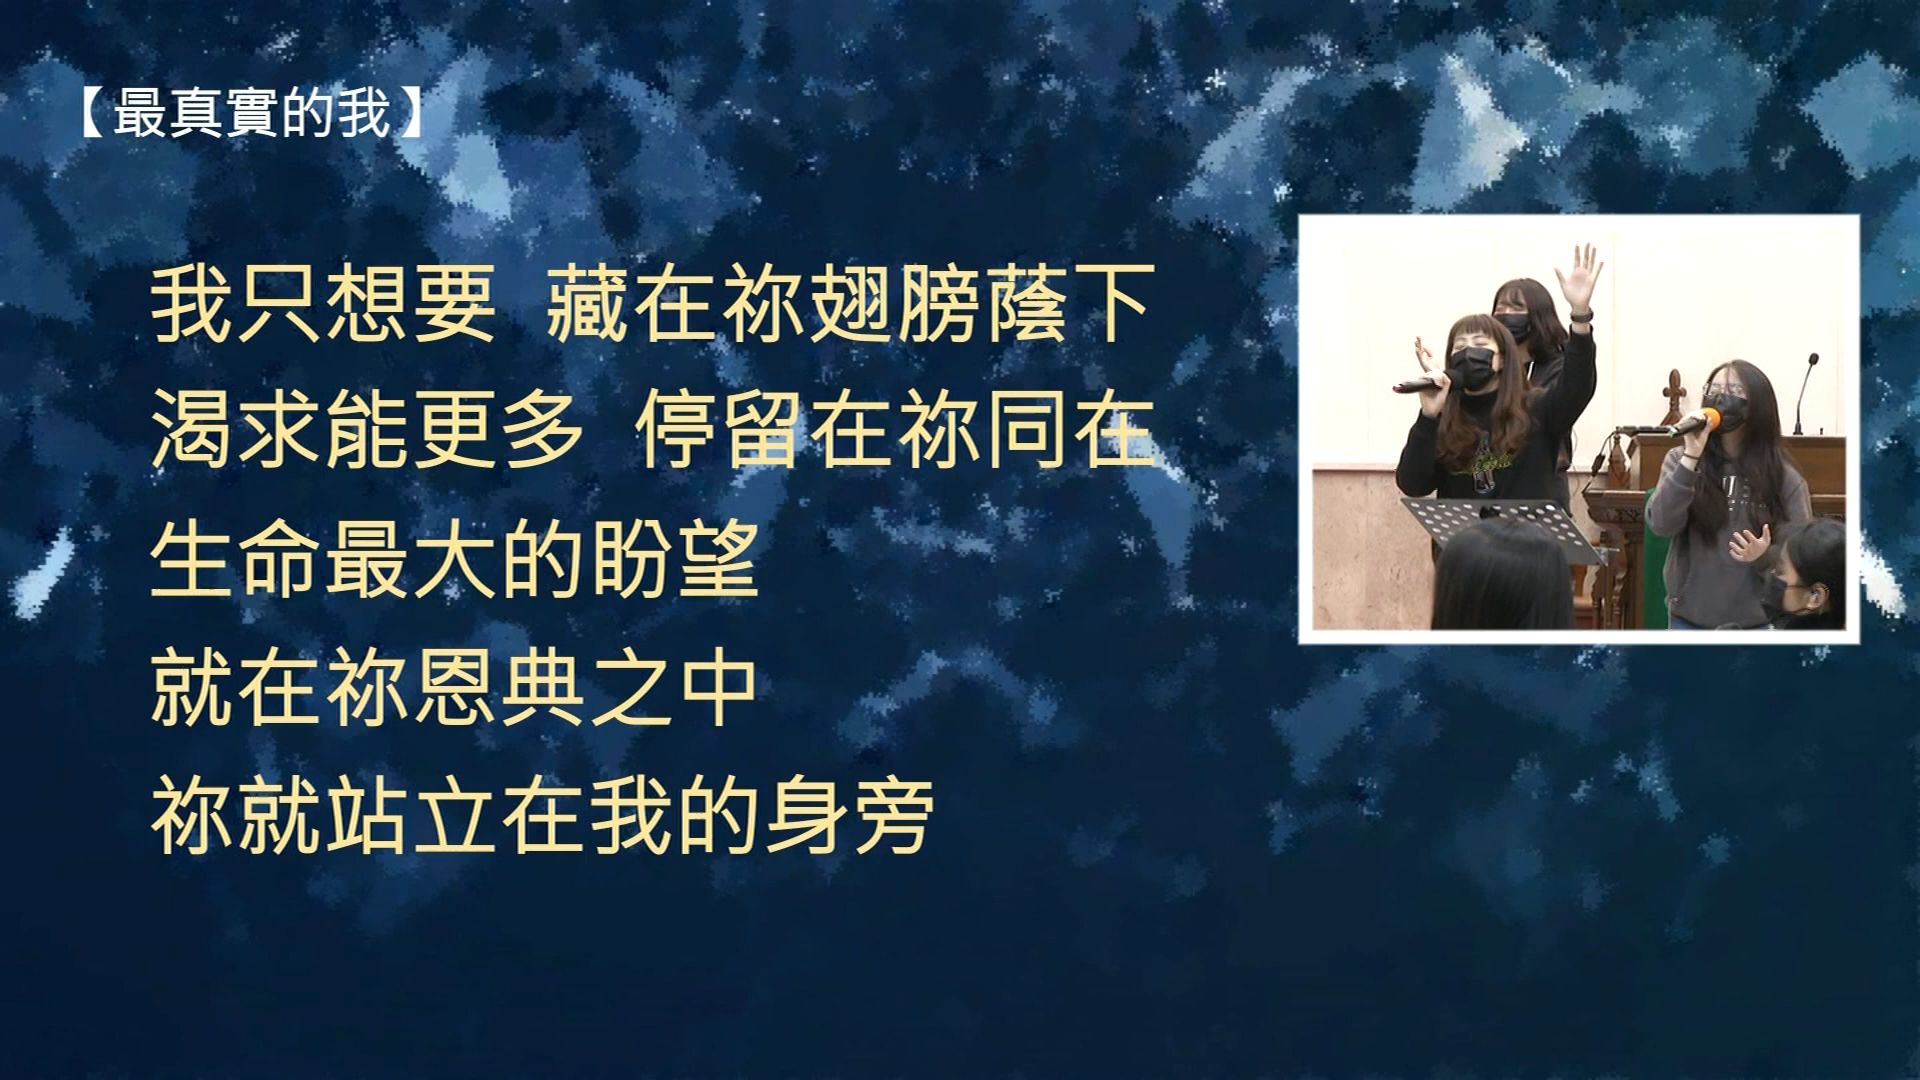 【最真實的我】
我只想要 藏在祢翅膀蔭下
渴求能更多 停留在祢同在
生命最大的盼望
就在祢恩典之中
祢就站立在我的身旁